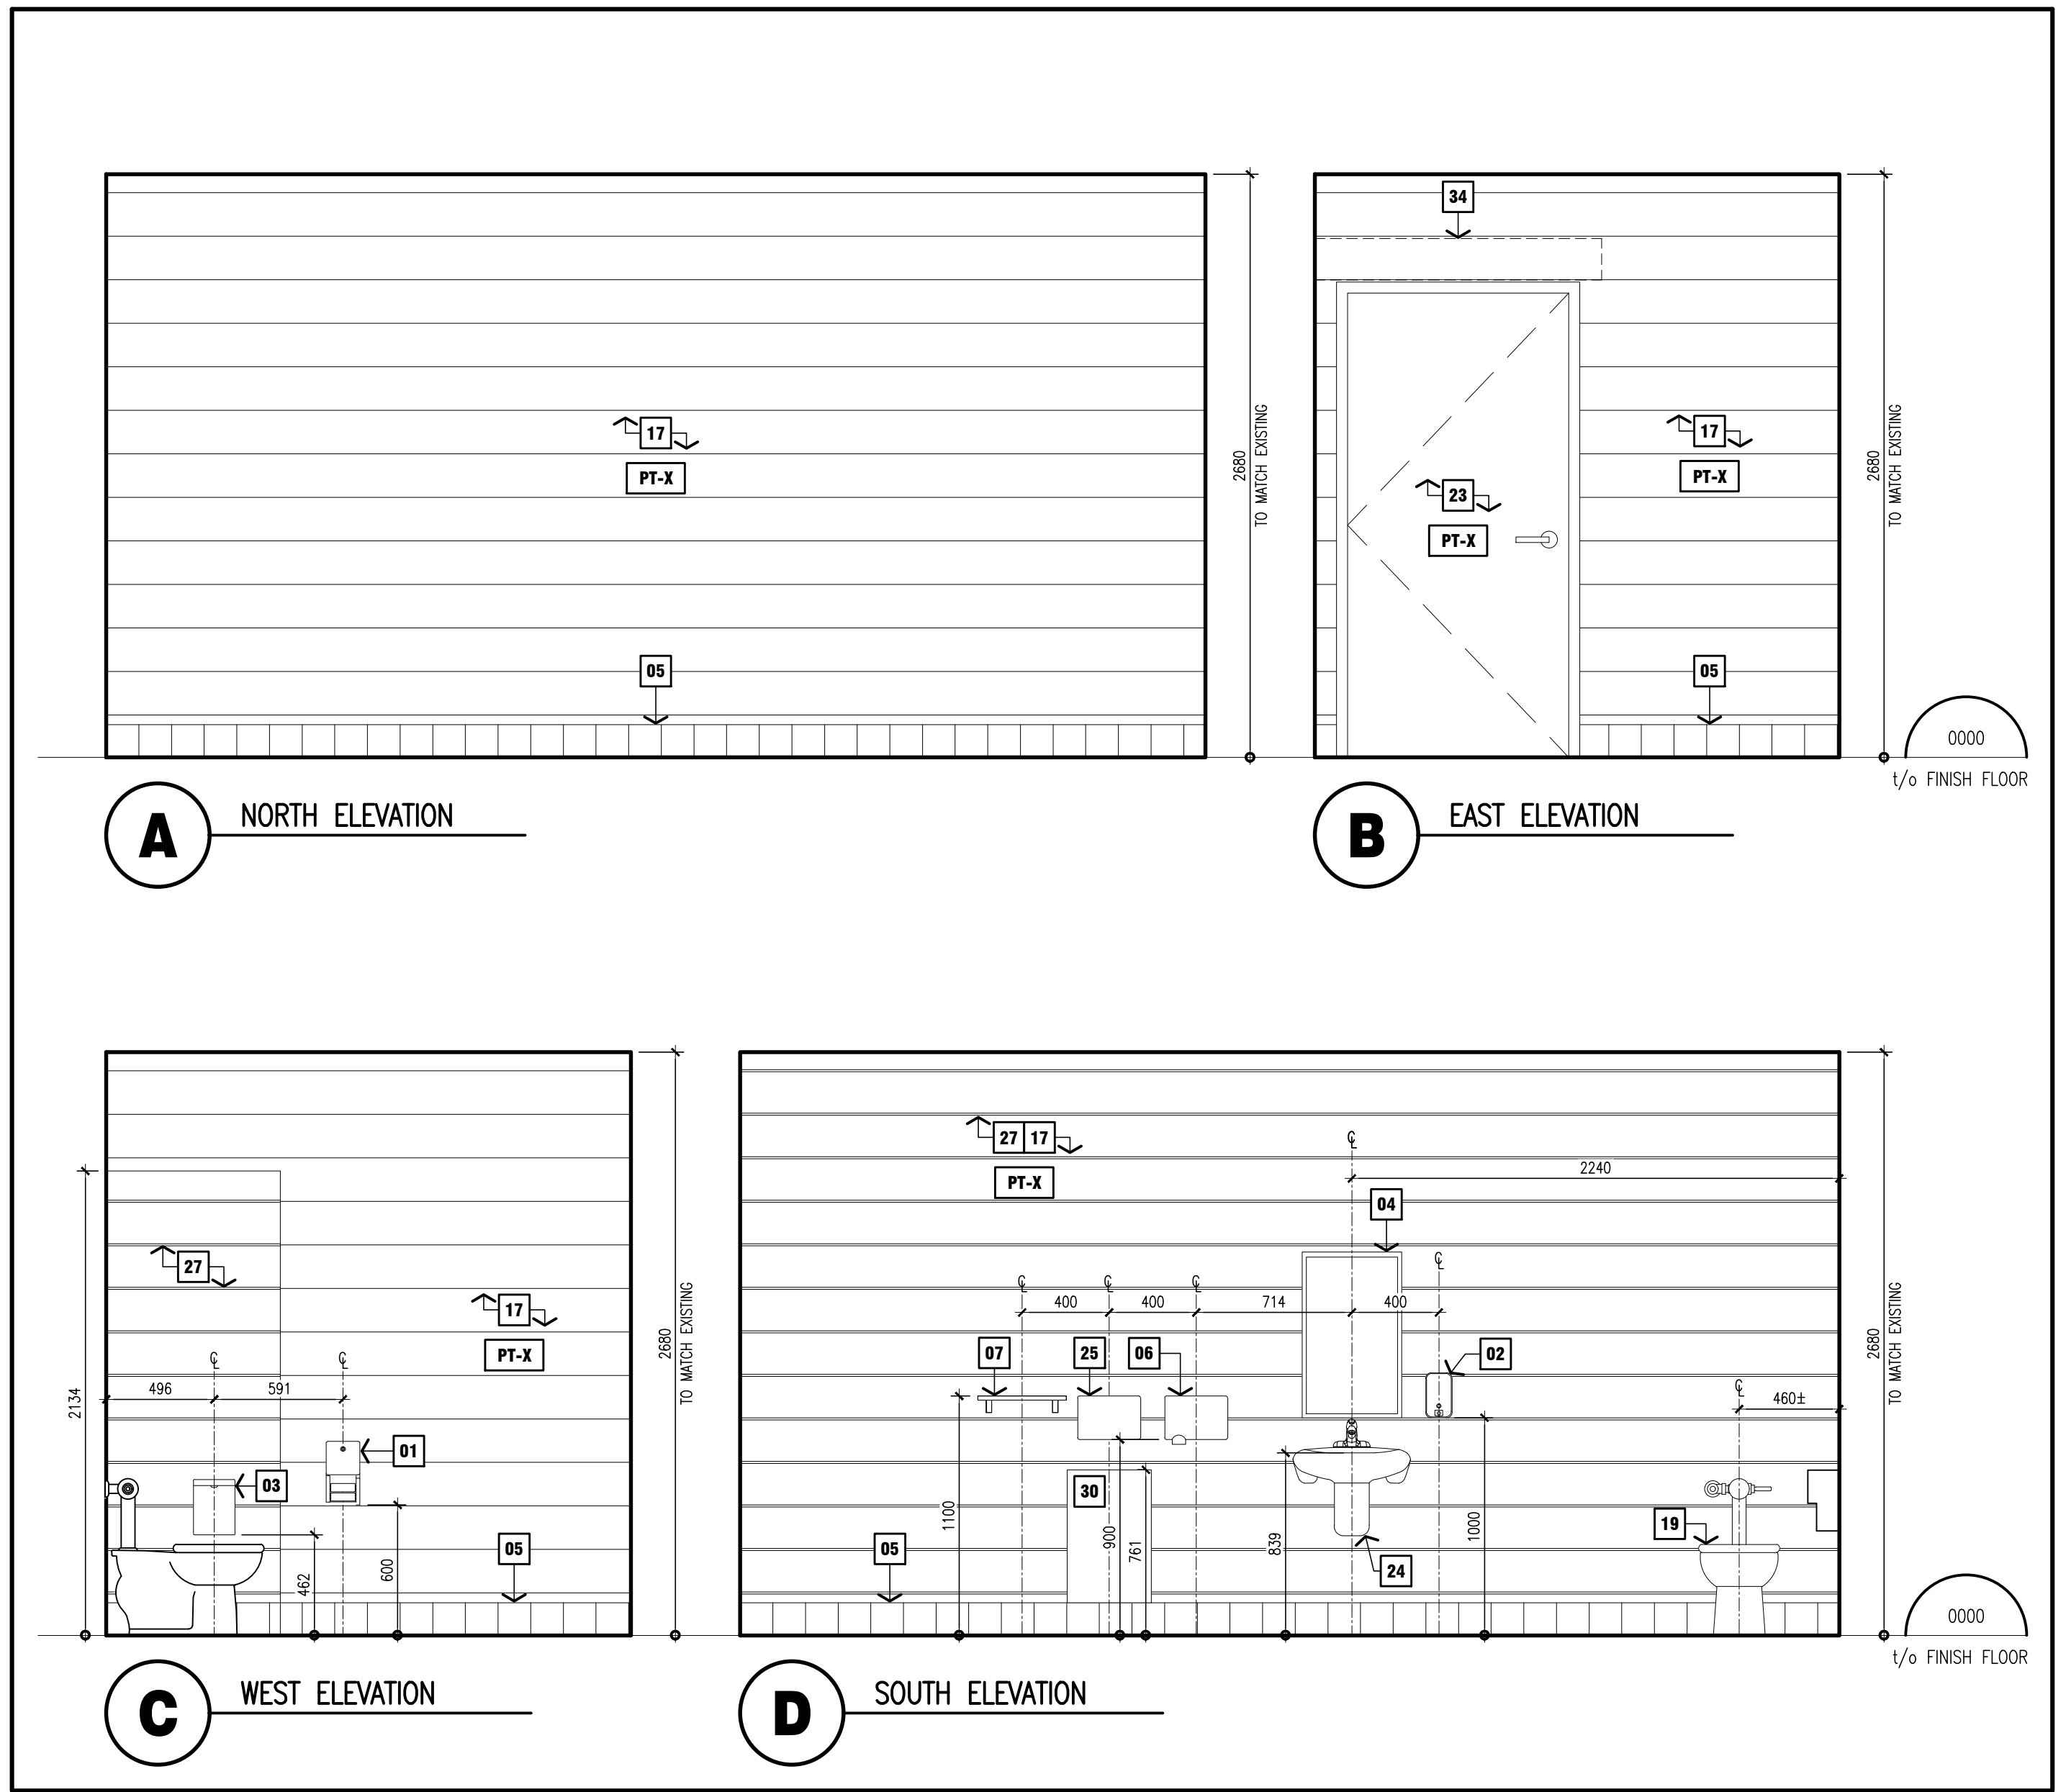 34
17
PT-X
2680
TO MATCH EXISTING
17
PT-X
23
PT-X
2680
TO MATCH EXISTING
05
05
0000
t/o FINISH FLOOR
A
NORTH ELEVATION
B
EAST ELEVATION
27
17
PT-X
496
591
2134
01
03
462
600
05
2680
TO MATCH EXISTING
27 17
PT-X
℄
2240
04
℄ ℄ ℄ ℄
400 400 714 400
07 25 06 02
℄
460±
30
1100
900
761
839
1000
19
05
24
2680
TO MATCH EXISTING
℄ ℄
0000
t/o FINISH FLOOR
C
WEST ELEVATION
D
SOUTH ELEVATION